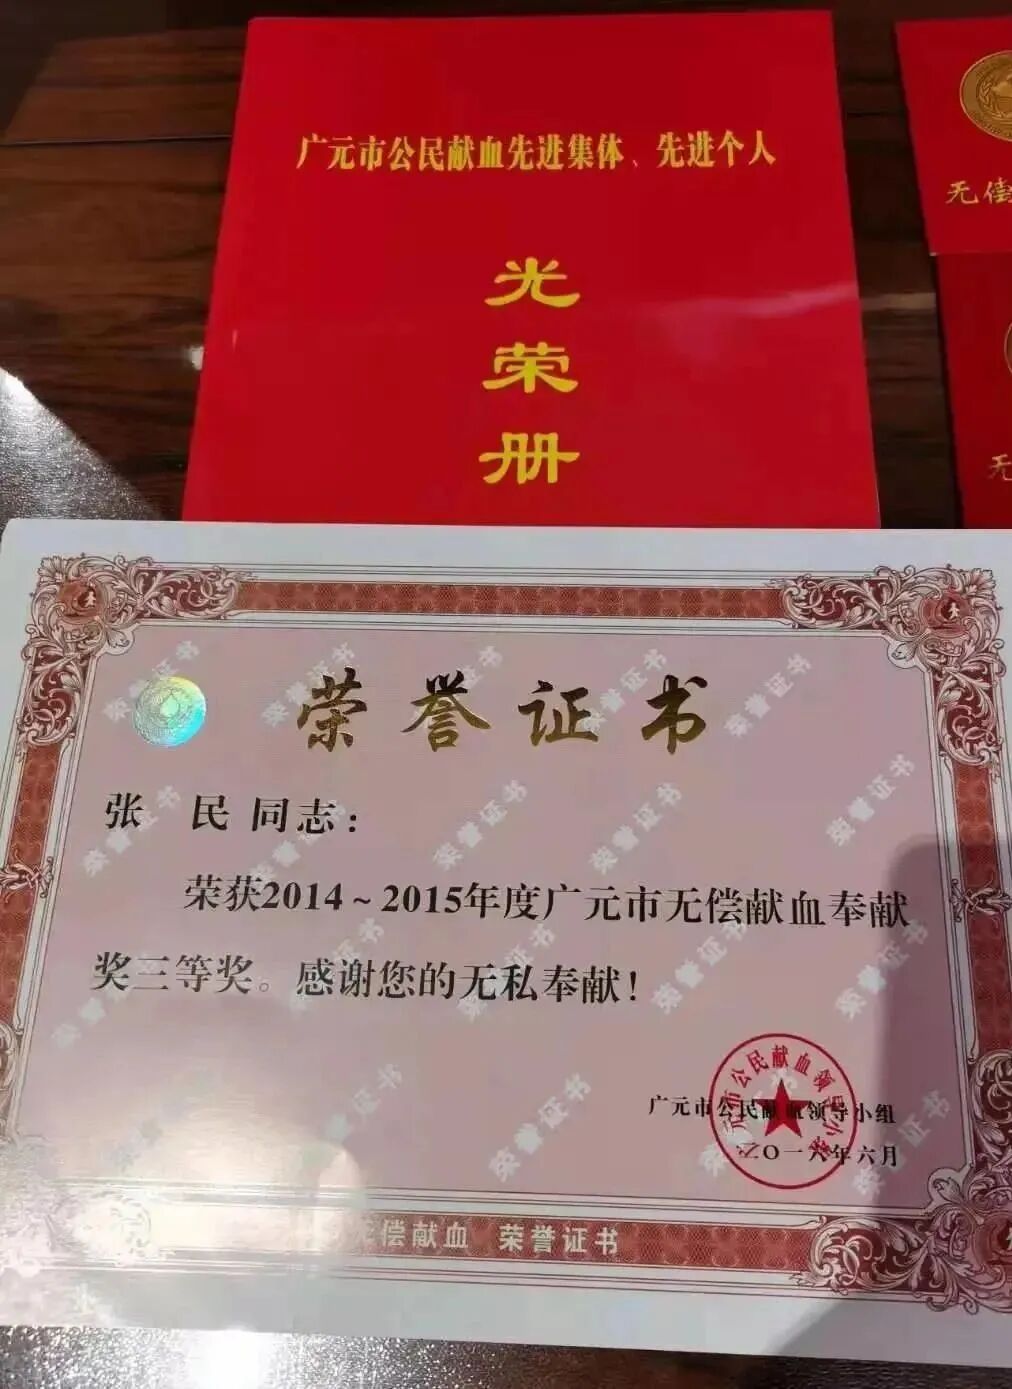 广元市公民献血先进集体、先进个人
光
荣
册
无偿
无
荣誉证书
张 民 同志：
荣获2014～2015年度广元市无偿献血奉献
奖三等奖。感谢您的无私奉献！
广元市公民献血领导小组
二〇一六年六月
无偿献血 荣誉证书